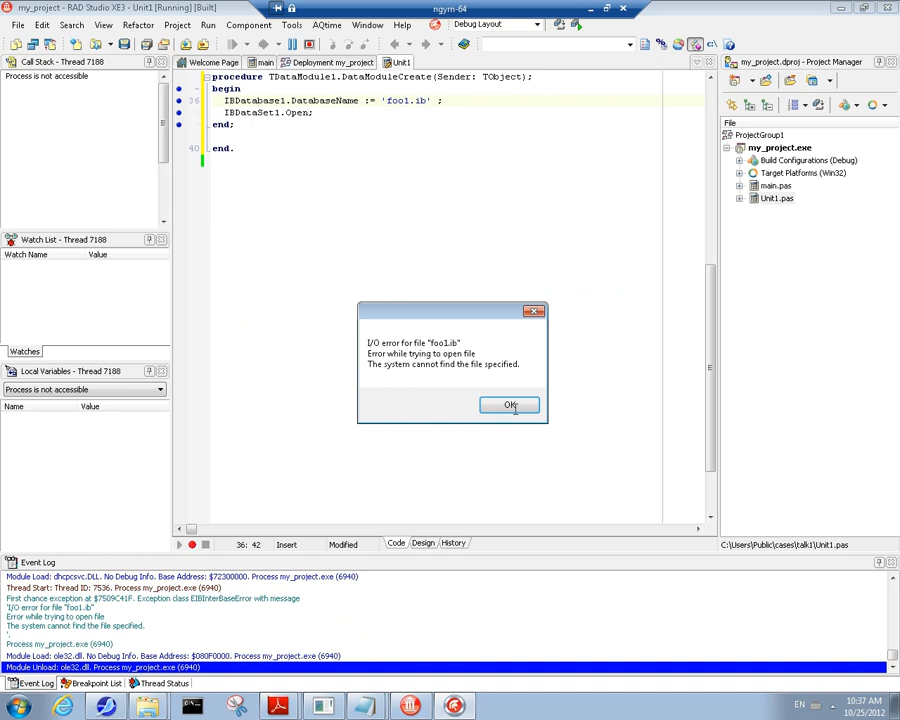 my_project - RAD Studio XE3 - Unit1 [Running] [Built]
ngyrn-64
File Edit Search View Refactor Project Run Component Tools AQtime Window Help
Debug Layout
Call Stack - Thread 7188
Process is not accessible
Welcome Page main Deployment my_project Unit1
procedure TDataModule1.DataModuleCreate(Sender: TObject);
begin
36 IBDatabase1.DatabaseName := 'foo1.ib' ;
IBDataSet1.Open;
end;
40 end.
my_project.dproj - Project Manager
File
ProjectGroup1
my_project.exe
Build Configurations (Debug)
Target Platforms (Win32)
main.pas
Unit1.pas
Watch List - Thread 7188
Watch Name Value
Watches
Local Variables - Thread 7188
Process is not accessible
Name Value
I/O error for file "foo1.ib"
Error while trying to open file
The system cannot find the file specified.
OK
36: 42 Insert Modified Code Design History
C:\Users\Public\cases\talk1\Unit1.pas
Event Log
Module Load: dhcpcsvc.DLL. No Debug Info. Base Address: $72300000. Process my_project.exe (6940)
Thread Start: Thread ID: 7536. Process my_project.exe (6940)
First chance exception at $7509C41F. Exception class EIBInterBaseError with message
'I/O error for file "foo1.ib"
Error while trying to open file
The system cannot find the file specified.
'.
Process my_project.exe (6940)
Module Load: ole32.dll. No Debug Info. Base Address: $080F0000. Process my_project.exe (6940)
Module Unload: ole32.dll. Process my_project.exe (6940)
Event Log Breakpoint List Thread Status
EN
10:37 AM
10/25/2012